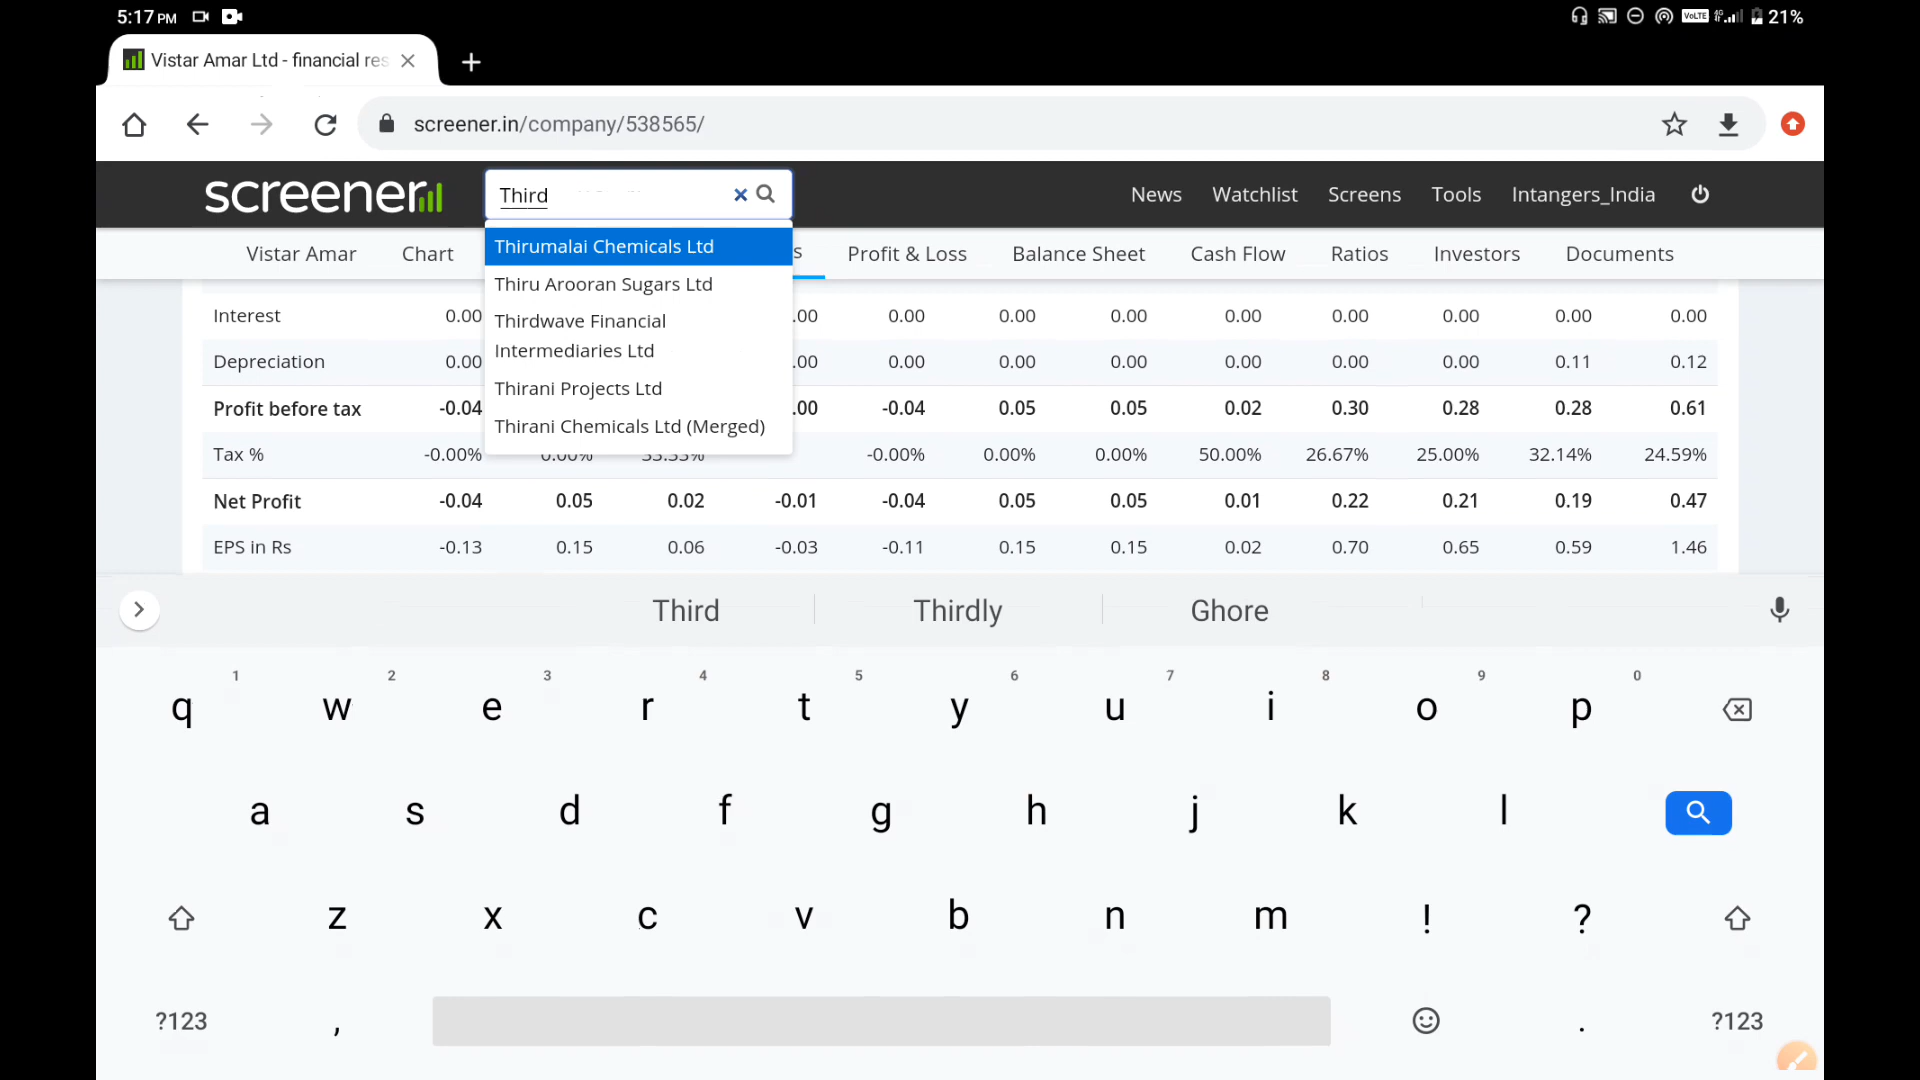 5:17 PM VoLTE 4G 21%
Vistar Amar Ltd - financial res
screener.in/company/538565/
screener Third News Watchlist Screens Tools Intangers_India
Vistar Amar Chart s Profit & Loss Balance Sheet Cash Flow Ratios Investors Documents
Thirumalai Chemicals Ltd
Thiru Arooran Sugars Ltd
Thirdwave Financial
Intermediaries Ltd
Thirani Projects Ltd
Thirani Chemicals Ltd (Merged)
Interest 0.00 .00 0.00 0.00 0.00 0.00 0.00 0.00 0.00 0.00
Depreciation 0.00 .00 0.00 0.00 0.00 0.00 0.00 0.00 0.11 0.12
Profit before tax -0.04 .00 -0.04 0.05 0.05 0.02 0.30 0.28 0.28 0.61
Tax % -0.00% 0.00% 33.33% -0.00% 0.00% 0.00% 50.00% 26.67% 25.00% 32.14% 24.59%
Net Profit -0.04 0.05 0.02 -0.01 -0.04 0.05 0.05 0.01 0.22 0.21 0.19 0.47
EPS in Rs -0.13 0.15 0.06 -0.03 -0.11 0.15 0.15 0.02 0.70 0.65 0.59 1.46
Third Thirdly Ghore
1 2 3 4 5 6 7 8 9 0
q w e r t y u i o p
a s d f g h j k l
z x c v b n m ! ?
?123 , . ?123